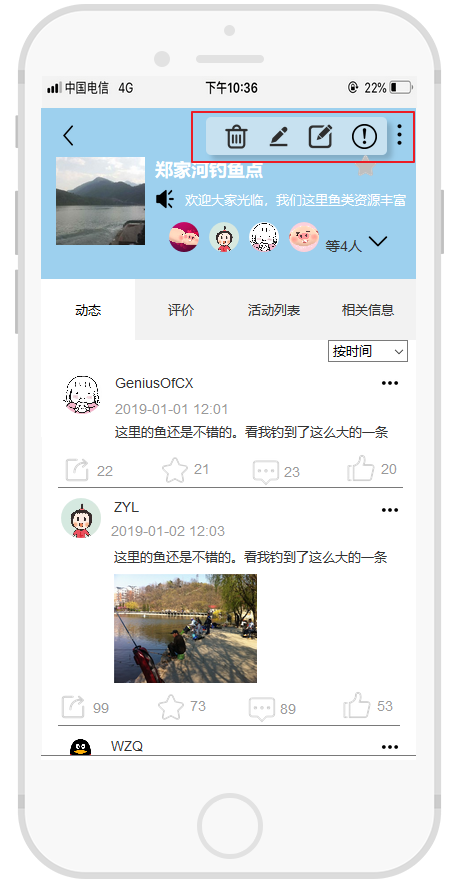 中国电信 4G 下午10:36 22%
郑家河钓鱼点
欢迎大家光临，我们这里鱼类资源丰富
等4人
动态 评价 活动列表 相关信息
按时间
GeniusOfCX
2019-01-01 12:01
这里的鱼还是不错的。看我钓到了这么大的一条
22 21 23 20
ZYL
2019-01-02 12:03
这里的鱼还是不错的。看我钓到了这么大的一条
99 73 89 53
WZQ